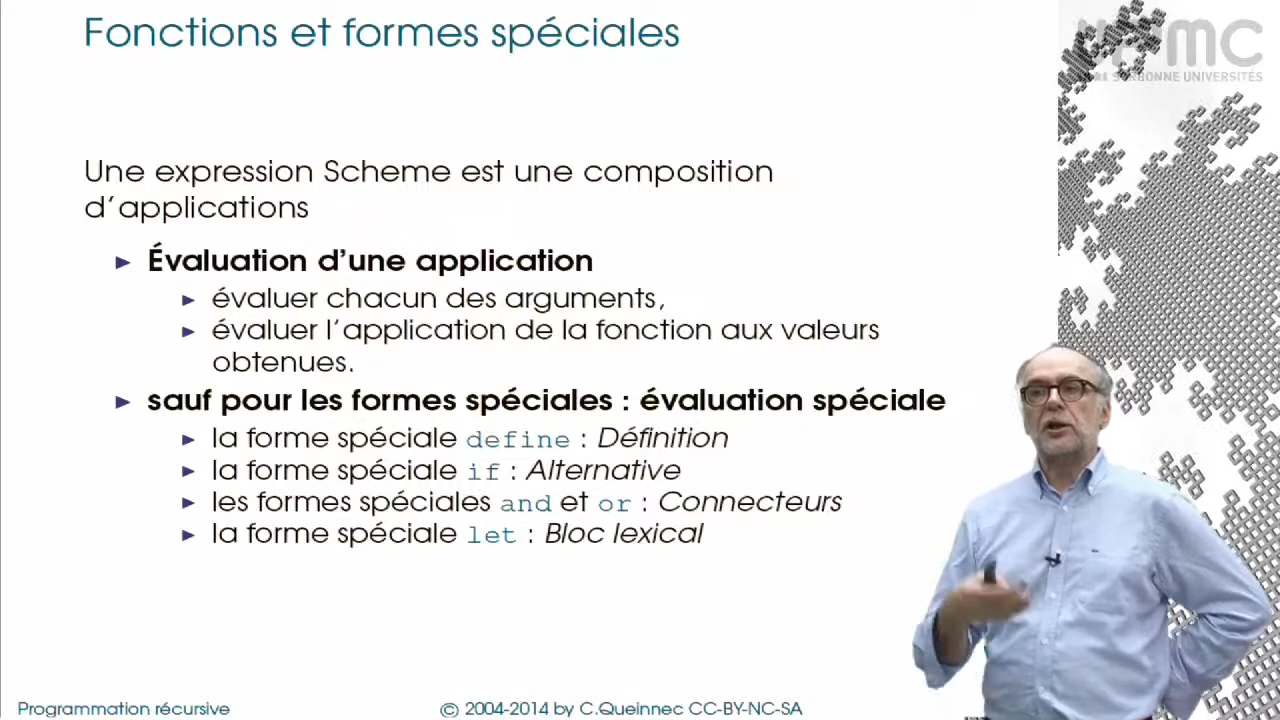 Fonctions et formes spéciales
UPMC
SORBONNE UNIVERSITÉS
Une expression Scheme est une composition
d'applications
Évaluation d'une application
évaluer chacun des arguments,
évaluer l'application de la fonction aux valeurs
obtenues.
sauf pour les formes spéciales : évaluation spéciale
la forme spéciale define : Définition
la forme spéciale if : Alternative
les formes spéciales and et or : Connecteurs
la forme spéciale let : Bloc lexical
Programmation récursive
© 2004-2014 by C.Queinnec CC-BY-NC-SA